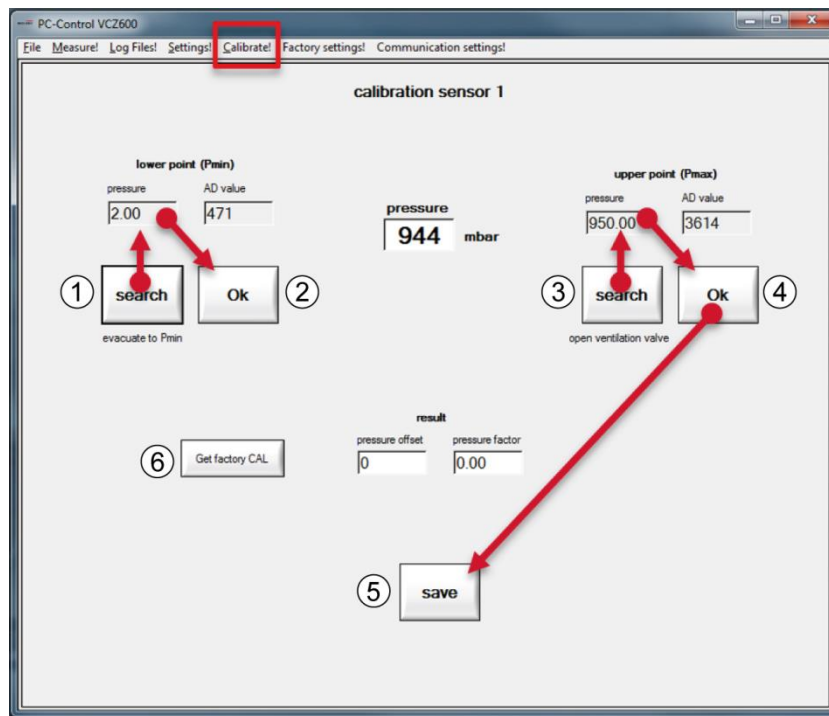 PC-Control VCZ600
File Measure! Log Files! Settings! Calibrate! Factory settings! Communication settings!
calibration sensor 1
lower point (Pmin)
pressure AD value
2.00 471
① search Ok ②
evacuate to Pmin
pressure
944 mbar
upper point (Pmax)
pressure AD value
950.00 3614
③ search Ok ④
open ventilation valve
⑥ Get factory CAL
result
pressure offset pressure factor
0 0.00
⑤ save